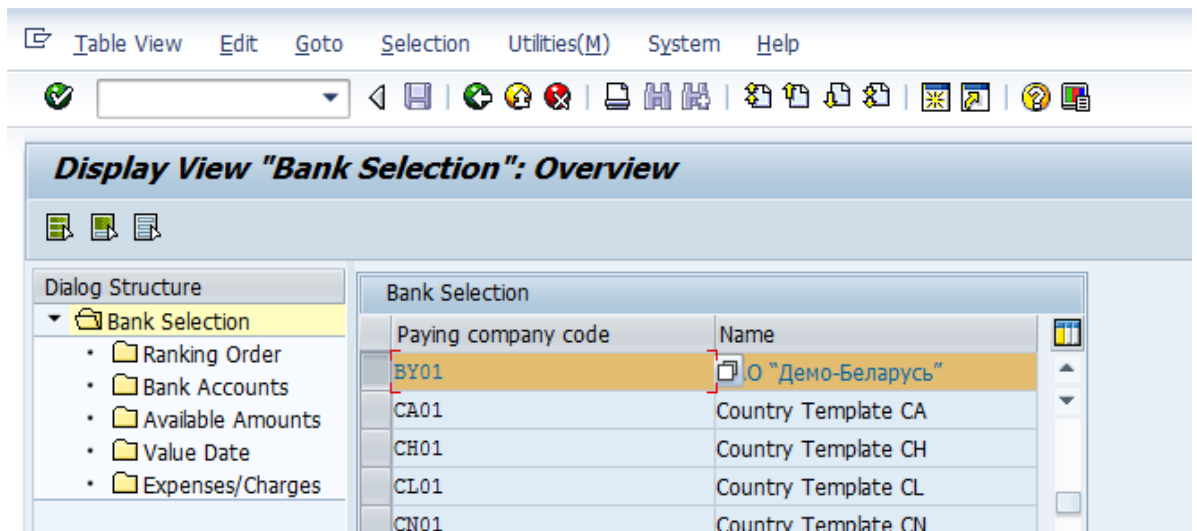 Table View Edit Goto Selection Utilities(M) System Help
Display View "Bank Selection": Overview
Dialog Structure
Bank Selection
Ranking Order
Bank Accounts
Available Amounts
Value Date
Expenses/Charges
Bank Selection
Paying company code Name
BY01 .О "Демо-Беларусь"
CA01 Country Template CA
CH01 Country Template CH
CL01 Country Template CL
CN01 Country Template CN